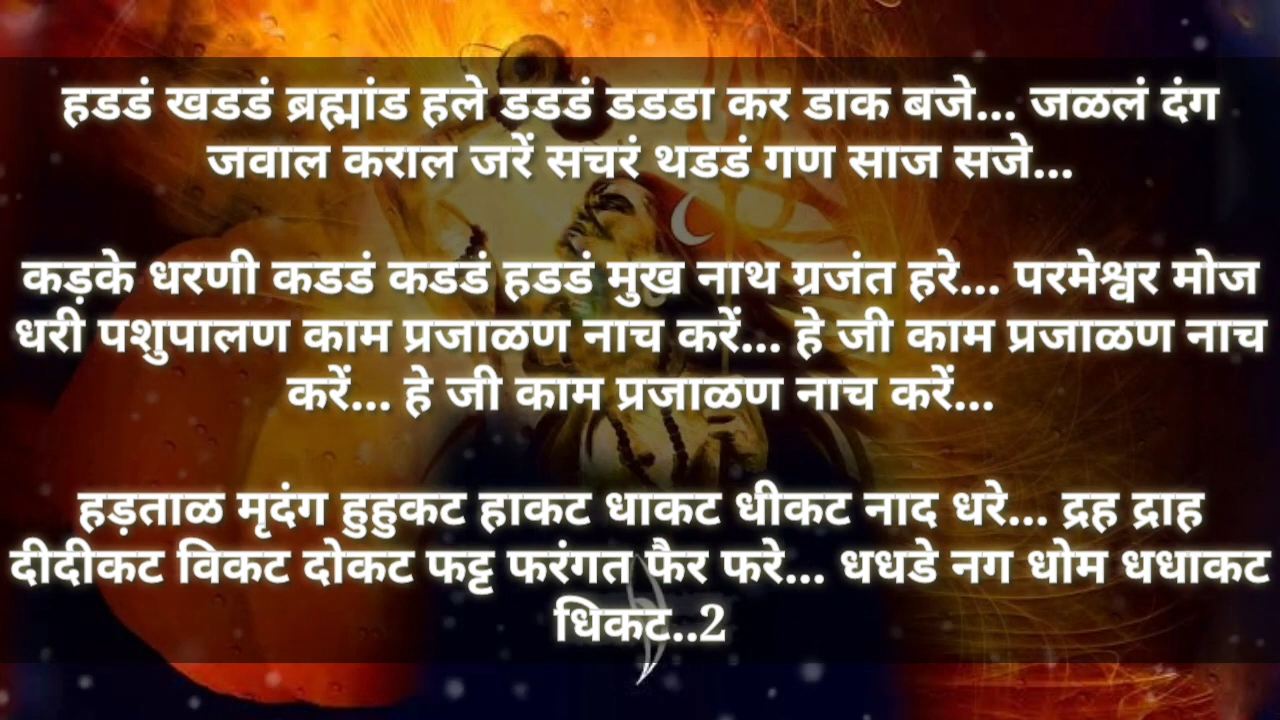 हडडं खडडं ब्रह्मांड हले डडडं डडडा कर डाक बजे... जळलं दंग
जवाल कराल जरें सचरं थडडं गण साज सजे...
कड़के धरणी कडडं कडडं हडडं मुख नाथ ग्रजंत हरे... परमेश्वर मोज
धरी पशुपालण काम प्रजाळण नाच करें... हे जी काम प्रजाळण नाच
करें... हे जी काम प्रजाळण नाच करें...
हड़ताळ मृदंग हुहुकट हाकट धाकट धीकट नाद धरे... द्रह द्राह
दीदीकट विकट दोकट फट्ट फरंगत फैर फरे... धधडे नग धोम धधाकट
धिकट..2